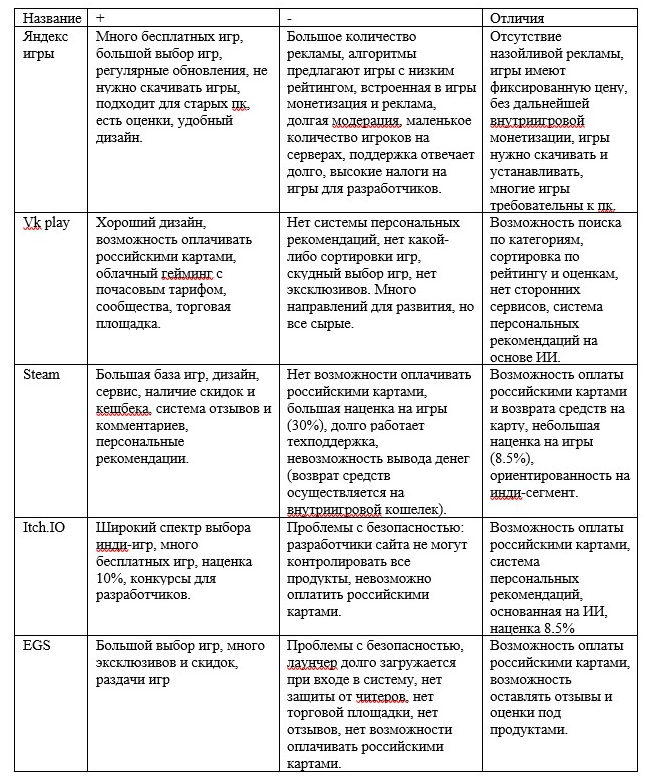 Название + - Отличия
Яндекс игры
Много бесплатных игр,
большой выбор игр,
регулярные обновления, не
нужно скачивать игры,
подходит для старых пк,
есть оценки, удобный
дизайн.
Большое количество
рекламы, алгоритмы
предлагают игры с низким
рейтингом, встроенная в игры
монетизация и реклама,
долгая модерация, маленькое
количество игроков на
серверах, поддержка отвечает
долго, высокие налоги на
игры для разработчиков.
Отсутствие
назойливой рекламы,
игры имеют
фиксированную цену,
без дальнейшей
внутриигровой
монетизации, игры
нужно скачивать и
устанавливать,
многие игры
требовательны к пк.
Vk play
Хороший дизайн,
возможность оплачивать
российскими картами,
облачный гейминг с
почасовым тарифом,
сообщества, торговая
площадка.
Нет системы персональных
рекомендаций, нет какой-
либо сортировки игр,
скудный выбор игр, нет
эксклюзивов. Много
направлений для развития, но
все сырые.
Возможность поиска
по категориям,
сортировка по
рейтингу и оценкам,
нет сторонних
сервисов, система
персональных
рекомендаций на
основе ИИ.
Steam
Большая база игр, дизайн,
сервис, наличие скидок и
кешбека, система отзывов и
комментариев,
персональные
рекомендации.
Нет возможности оплачивать
российскими картами,
большая наценка на игры
(30%), долго работает
техподдержка,
невозможность вывода денег
(возврат средств
осуществляется на
внутриигровой кошелек).
Возможность оплаты
российскими картами
и возврата средств на
карту, небольшая
наценка на игры
(8.5%),
ориентированность на
инди-сегмент.
Itch.IO
Широкий спектр выбора
инди-игр, много
бесплатных игр, наценка
10%, конкурсы для
разработчиков.
Проблемы с безопасностью:
разработчики сайта не могут
контролировать все
продукты, невозможно
оплатить российскими
картами.
Возможность оплаты
российскими картами,
система
персональных
рекомендаций,
основанная на ИИ,
наценка 8.5%
EGS
Большой выбор игр, много
эксклюзивов и скидок,
раздачи игр
Проблемы с безопасностью,
лаунчер долго загружается
при входе в систему, нет
защиты от читеров, нет
торговой площадки, нет
отзывов, нет возможности
оплачивать российскими
картами.
Возможность оплаты
российскими картами,
возможность
оставлять отзывы и
оценки под
продуктами.